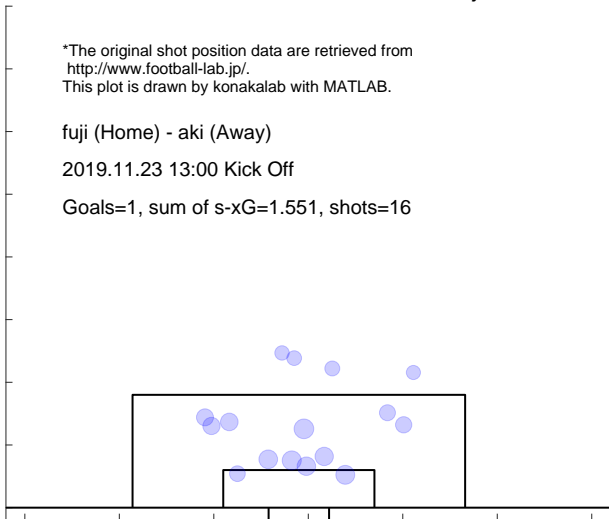 *The original shot position data are retrieved from
http://www.football-lab.jp/.
This plot is drawn by konakalab with MATLAB.
fuji (Home) - aki (Away)
2019.11.23 13:00 Kick Off
Goals=1, sum of s-xG=1.551, shots=16